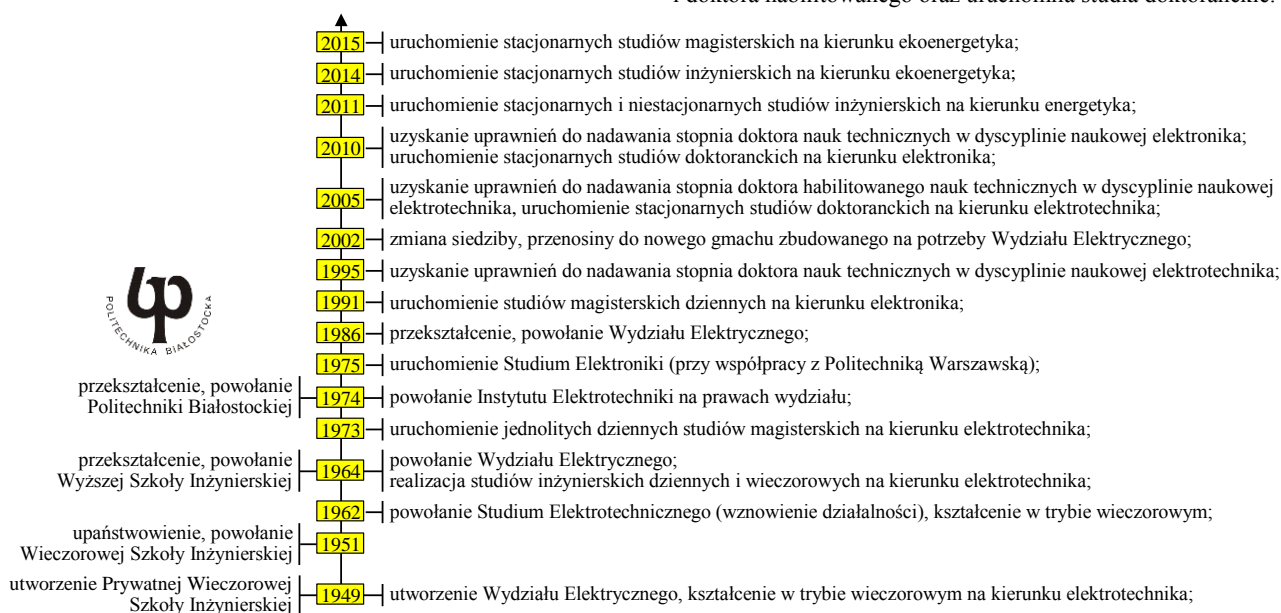 i doktora habilitowanego oraz uruchomiła studia doktoranckie.
2015 uruchomienie stacjonarnych studiów magisterskich na kierunku ekoenergetyka;
2014 uruchomienie stacjonarnych studiów inżynierskich na kierunku ekoenergetyka;
2011 uruchomienie stacjonarnych i niestacjonarnych studiów inżynierskich na kierunku energetyka;
2010 uzyskanie uprawnień do nadawania stopnia doktora nauk technicznych w dyscyplinie naukowej elektronika;
uruchomienie stacjonarnych studiów doktoranckich na kierunku elektronika;
2005 uzyskanie uprawnień do nadawania stopnia doktora habilitowanego nauk technicznych w dyscyplinie naukowej
elektrotechnika, uruchomienie stacjonarnych studiów doktoranckich na kierunku elektrotechnika;
2002 zmiana siedziby, przenosiny do nowego gmachu zbudowanego na potrzeby Wydziału Elektrycznego;
1995 uzyskanie uprawnień do nadawania stopnia doktora nauk technicznych w dyscyplinie naukowej elektrotechnika;
1991 uruchomienie studiów magisterskich dziennych na kierunku elektronika;
POLITECHNIKA BIAŁOSTOCKA
1986 przekształcenie, powołanie Wydziału Elektrycznego;
1975 uruchomienie Studium Elektroniki (przy współpracy z Politechniką Warszawską);
przekształcenie, powołanie
Politechniki Białostockiej
1974 powołanie Instytutu Elektrotechniki na prawach wydziału;
1973 uruchomienie jednolitych dziennych studiów magisterskich na kierunku elektrotechnika;
przekształcenie, powołanie
Wyższej Szkoły Inżynierskiej
1964 powołanie Wydziału Elektrycznego;
realizacja studiów inżynierskich dziennych i wieczorowych na kierunku elektrotechnika;
1962 powołanie Studium Elektrotechnicznego (wznowienie działalności), kształcenie w trybie wieczorowym;
upaństwowienie, powołanie
Wieczorowej Szkoły Inżynierskiej
1951
utworzenie Prywatnej Wieczorowej
Szkoły Inżynierskiej
1949 utworzenie Wydziału Elektrycznego, kształcenie w trybie wieczorowym na kierunku elektrotechnika;